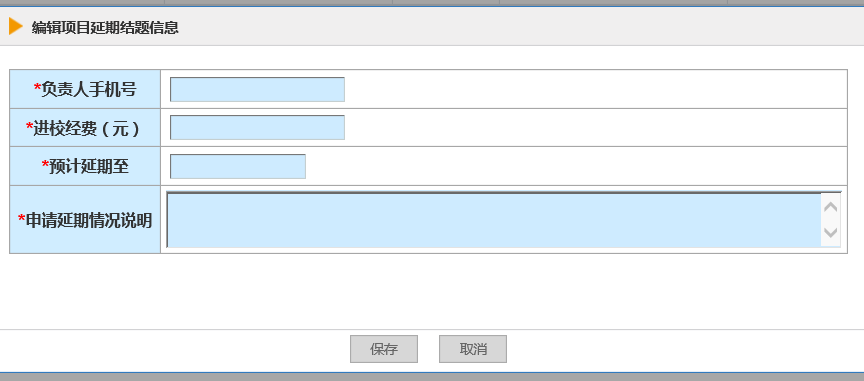 编辑项目延期结题信息
*负责人手机号
*进校经费（元）
*预计延期至
*申请延期情况说明
保存 取消